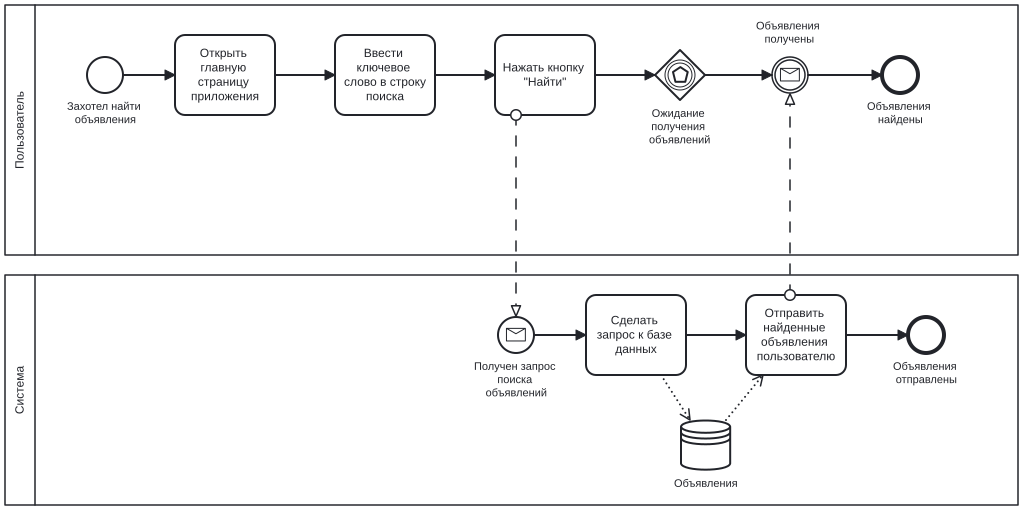 Пользователь
Захотел найти
объявления
Открыть
главную
страницу
приложения
Ввести
ключевое
слово в строку
поиска
Нажать кнопку
"Найти"
Ожидание
получения
объявлений
Объявления
получены
Объявления
найдены
Система
Получен запрос
поиска
объявлений
Сделать
запрос к базе
данных
Отправить
найденные
объявления
пользователю
Объявления
отправлены
Объявления